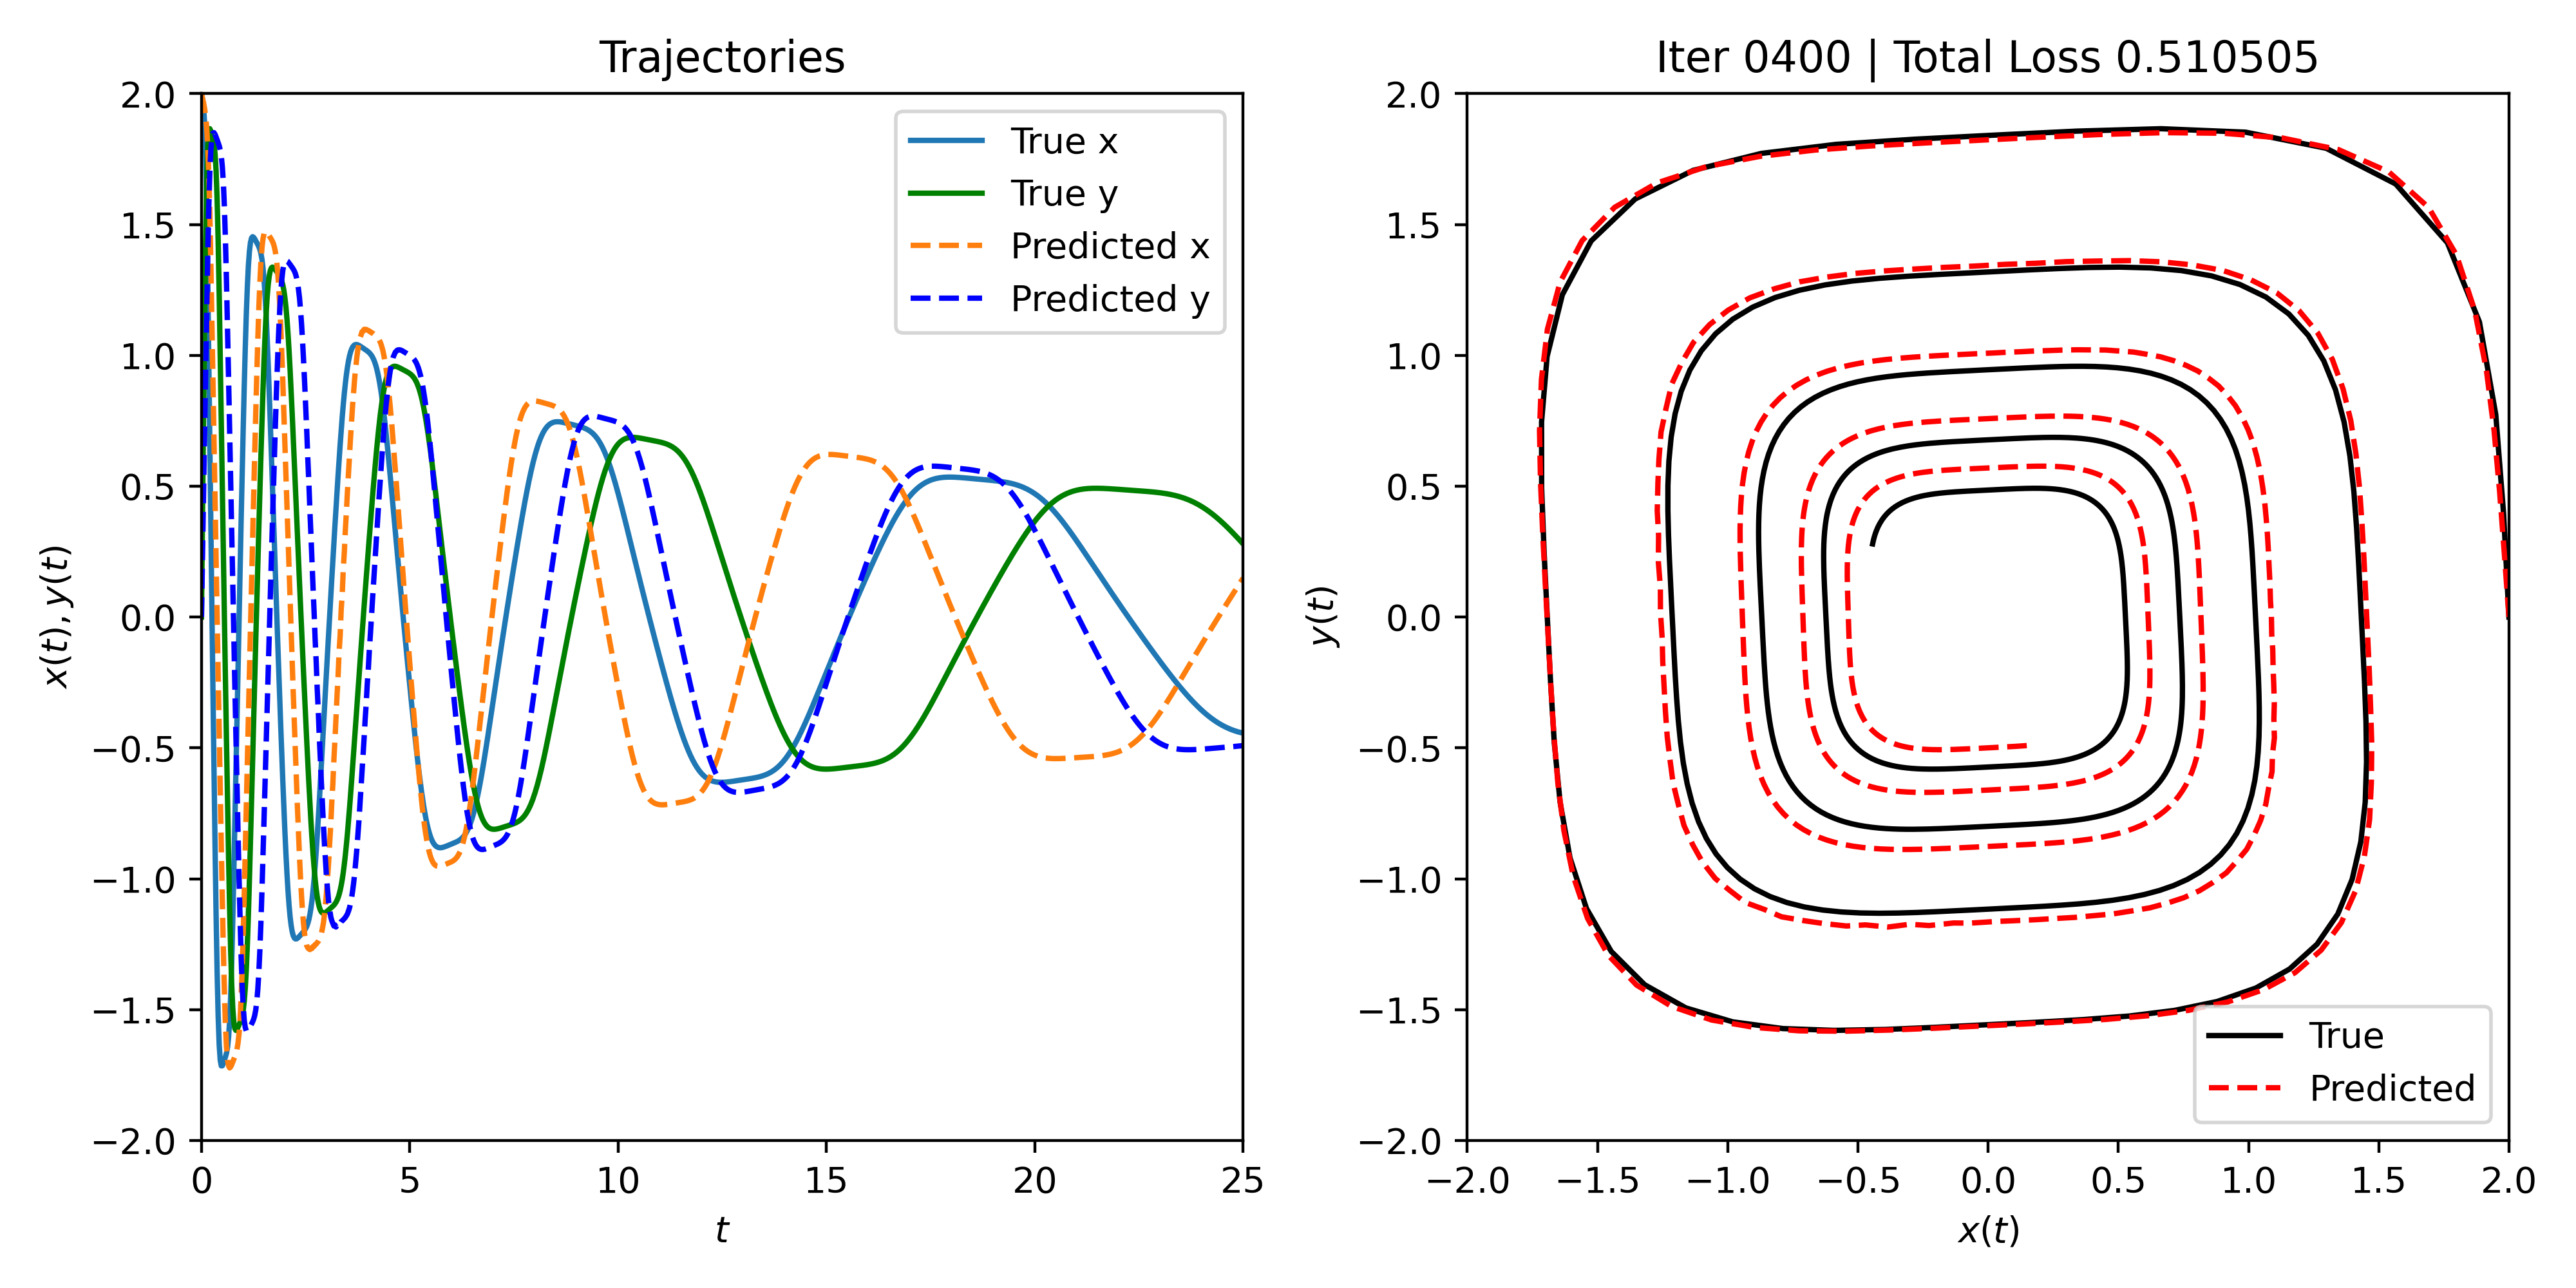 Trajectories
2.0
1.5
1.0
0.5
0.0
−0.5
−1.0
−1.5
−2.0
x(t), y(t)
0 5 10 15 20 25
t
True x
True y
Predicted x
Predicted y
Iter 0400 | Total Loss 0.510505
2.0
1.5
1.0
0.5
0.0
−0.5
−1.0
−1.5
−2.0
y(t)
−2.0 −1.5 −1.0 −0.5 0.0 0.5 1.0 1.5 2.0
x(t)
True
Predicted